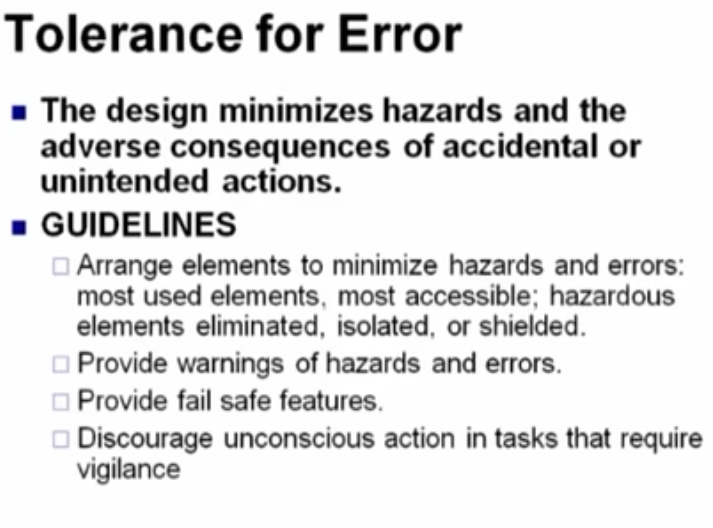 Tolerance for Error
The design minimizes hazards and the
adverse consequences of accidental or
unintended actions.
GUIDELINES
Arrange elements to minimize hazards and errors:
most used elements, most accessible; hazardous
elements eliminated, isolated, or shielded.
Provide warnings of hazards and errors.
Provide fail safe features.
Discourage unconscious action in tasks that require
vigilance